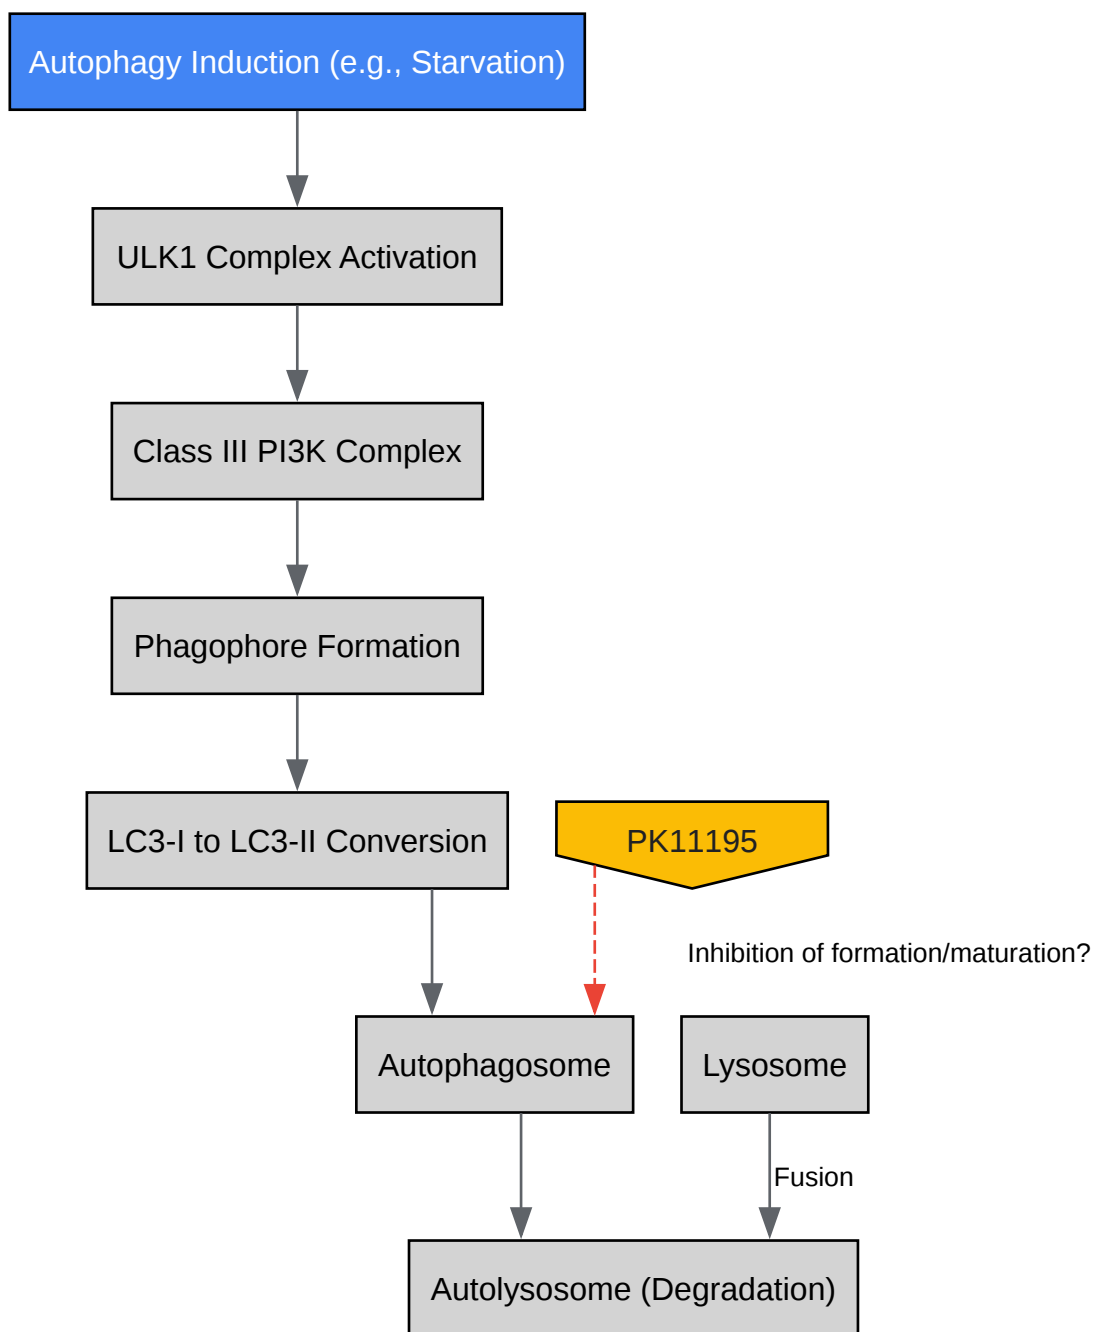 Autophagy Induction (e.g., Starvation)
ULK1 Complex Activation
Class III PI3K Complex
Phagophore Formation
LC3-I to LC3-II Conversion
PK11195
Inhibition of formation/maturation?
Autophagosome
Lysosome
Fusion
Autolysosome (Degradation)